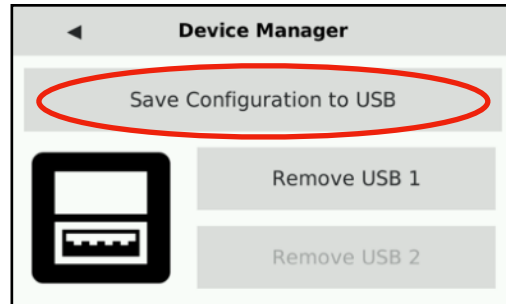 Device Manager
Save Configuration to USB
Remove USB 1
Remove USB 2